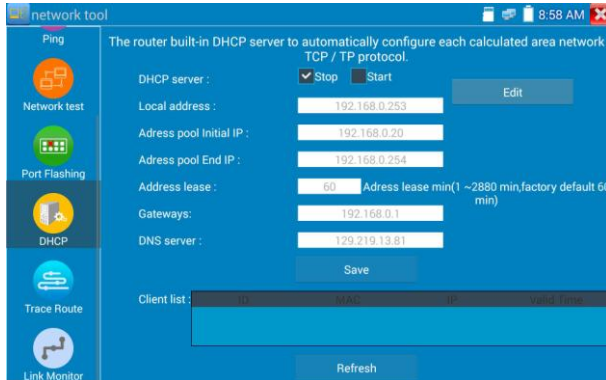 network tool
8:58 AM
Ping
Network test
Port Flashing
DHCP
Trace Route
Link Monitor
The router built-in DHCP server to automatically configure each calculated area network
TCP / TP protocol.
DHCP server : Stop Start
Edit
Local address : 192.168.0.253
Adress pool Initial IP : 192.168.0.20
Adress pool End IP : 192.168.0.254
Address lease : 60 Adress lease min(1 ~2880 min,factory default 60
min)
Gateways: 192.168.0.1
DNS server : 129.219.13.81
Save
Client list : ID MAC IP Valid Time
Refresh